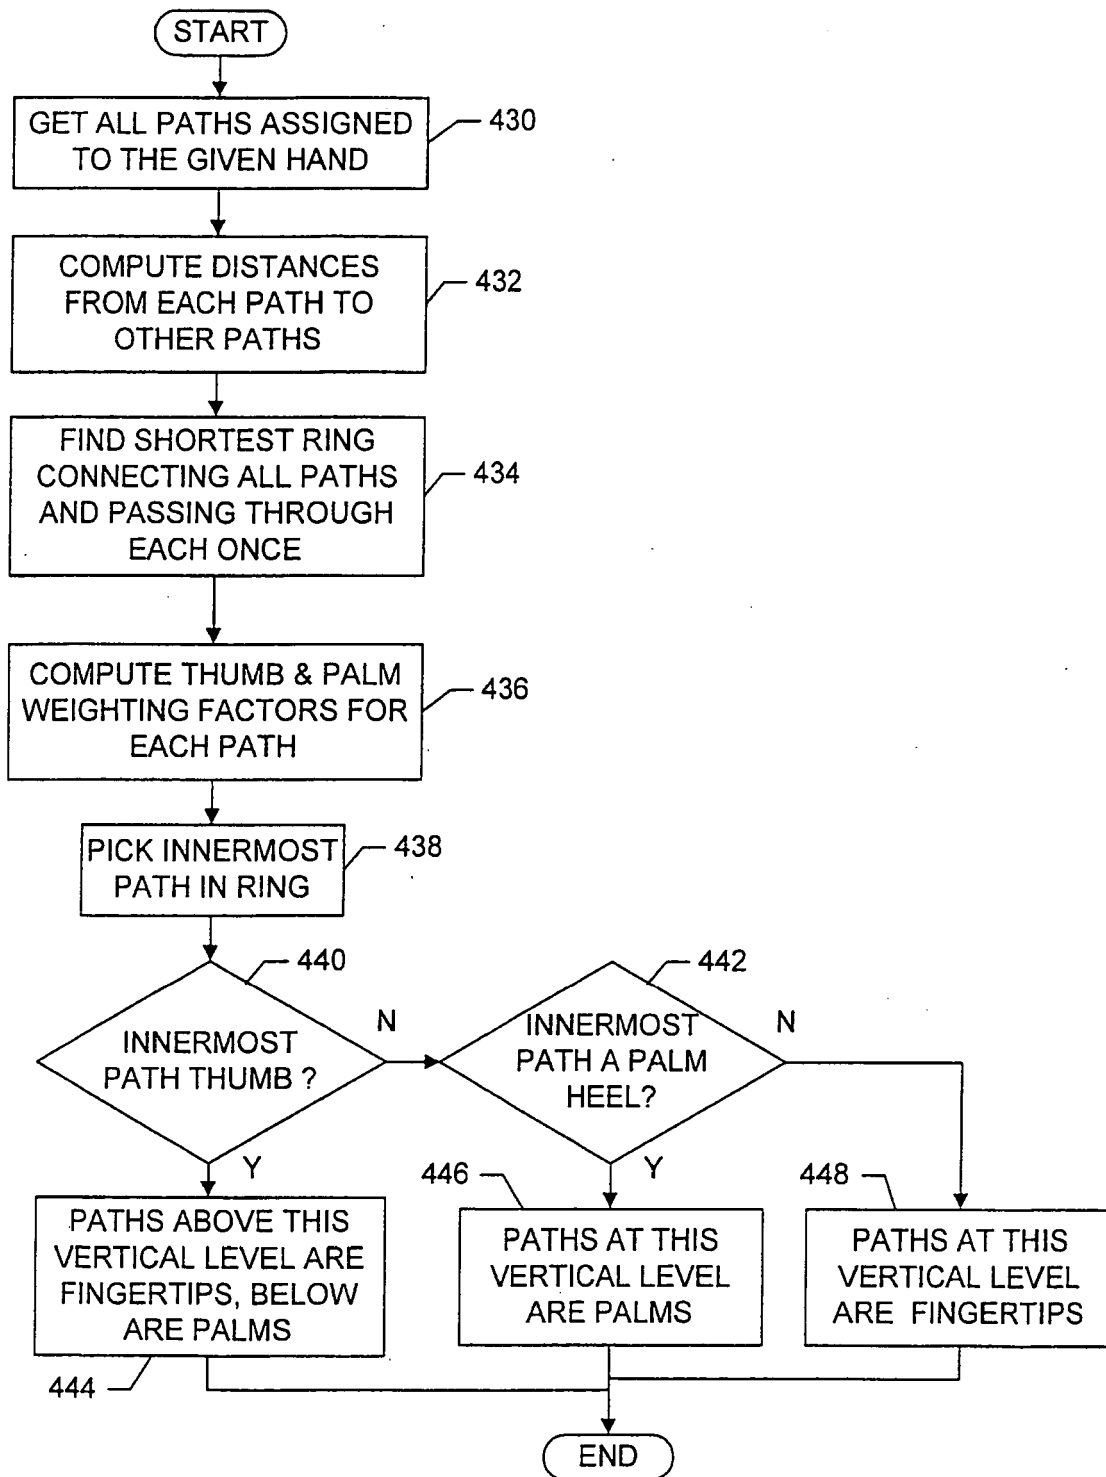 START
GET ALL PATHS ASSIGNED
TO THE GIVEN HAND
430
COMPUTE DISTANCES
FROM EACH PATH TO
OTHER PATHS
432
FIND SHORTEST RING
CONNECTING ALL PATHS
AND PASSING THROUGH
EACH ONCE
434
COMPUTE THUMB & PALM
WEIGHTING FACTORS FOR
EACH PATH
436
PICK INNERMOST
PATH IN RING
438
440
INNERMOST
PATH THUMB ?
N
Y
442
INNERMOST
PATH A PALM
HEEL?
N
Y
PATHS ABOVE THIS
VERTICAL LEVEL ARE
FINGERTIPS, BELOW
ARE PALMS
444
446
PATHS AT THIS
VERTICAL LEVEL
ARE PALMS
448
PATHS AT THIS
VERTICAL LEVEL
ARE FINGERTIPS
END